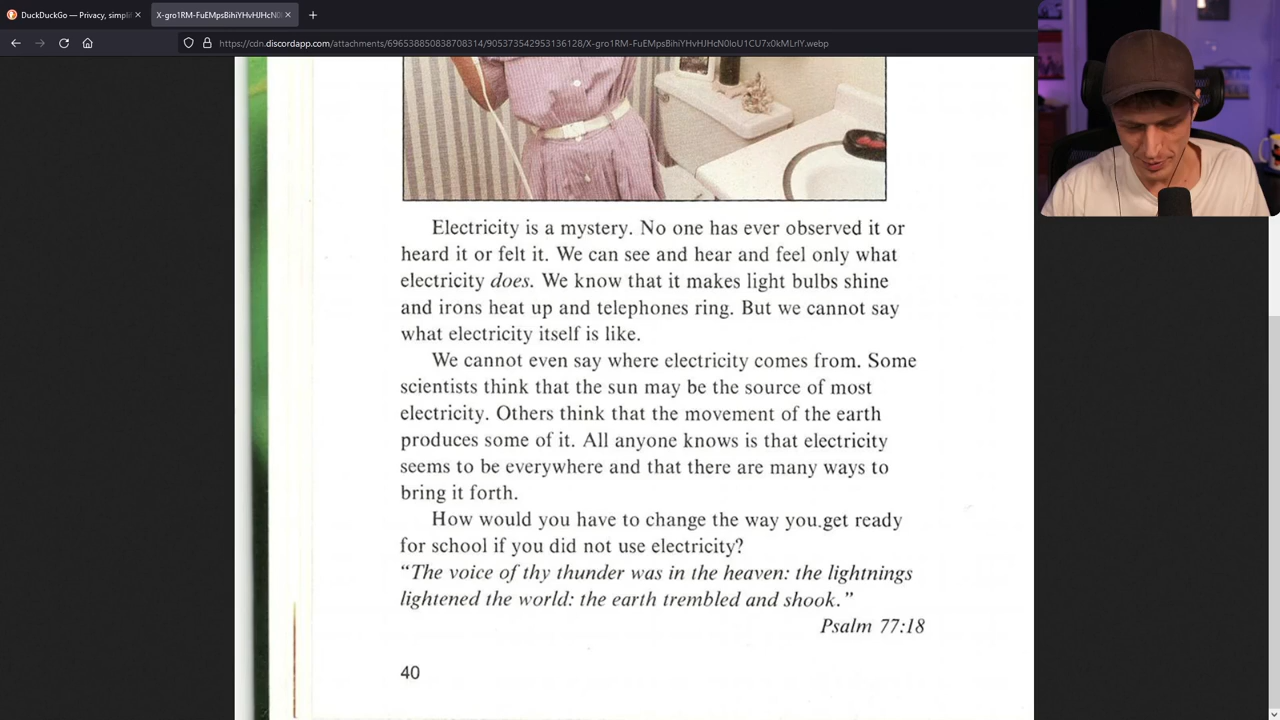 DuckDuckGo — Privacy, simplif
X-gro1RM-FuEMpsBihiYHvHJHcN0
https://cdn.discordapp.com/attachments/696538850838708314/905373542953136128/X-gro1RM-FuEMpsBihiYHvHJHcN0IoU1CU7x0kMLrlY.webp
Electricity is a mystery. No one has ever observed it or
heard it or felt it. We can see and hear and feel only what
electricity does. We know that it makes light bulbs shine
and irons heat up and telephones ring. But we cannot say
what electricity itself is like.
We cannot even say where electricity comes from. Some
scientists think that the sun may be the source of most
electricity. Others think that the movement of the earth
produces some of it. All anyone knows is that electricity
seems to be everywhere and that there are many ways to
bring it forth.
How would you have to change the way you get ready
for school if you did not use electricity?
“The voice of thy thunder was in the heaven: the lightnings
lightened the world: the earth trembled and shook.”
Psalm 77:18
40